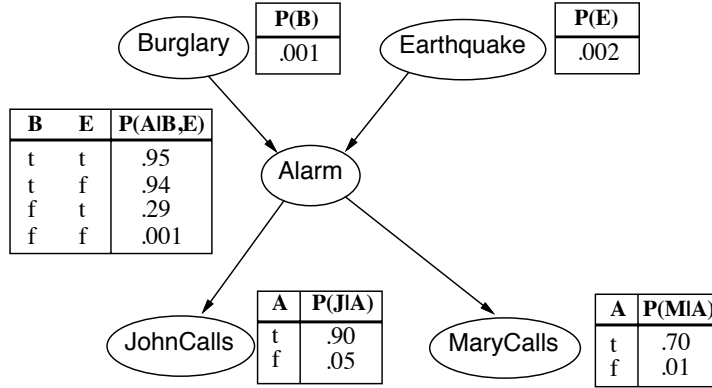 Burglary
P(B)
.001
Earthquake
P(E)
.002
B E P(A|B,E)
t t .95
t f .94
f t .29
f f .001
Alarm
JohnCalls
A P(J|A)
t .90
f .05
MaryCalls
A P(M|A)
t .70
f .01